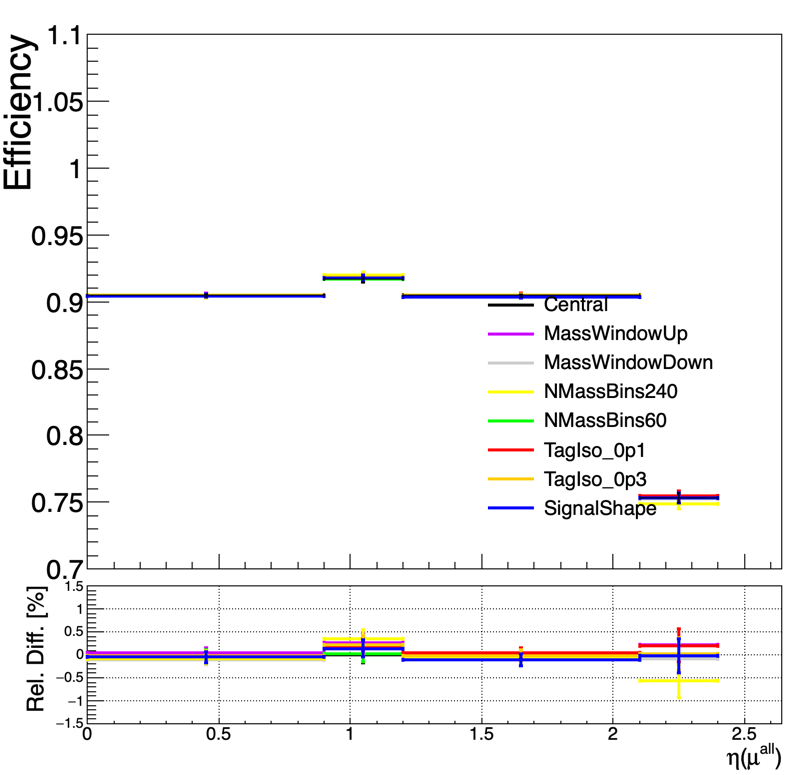 Efficiency
1.1
1.05
1
0.95
0.9
0.85
0.8
0.75
0.7
Central
MassWindowUp
MassWindowDown
NMassBins240
NMassBins60
TagIso_0p1
TagIso_0p3
SignalShape
Rel. Diff. [%]
1.5
1
0.5
0
−0.5
−1
−1.5
0 0.5 1 1.5 2 2.5
η(μ^all)